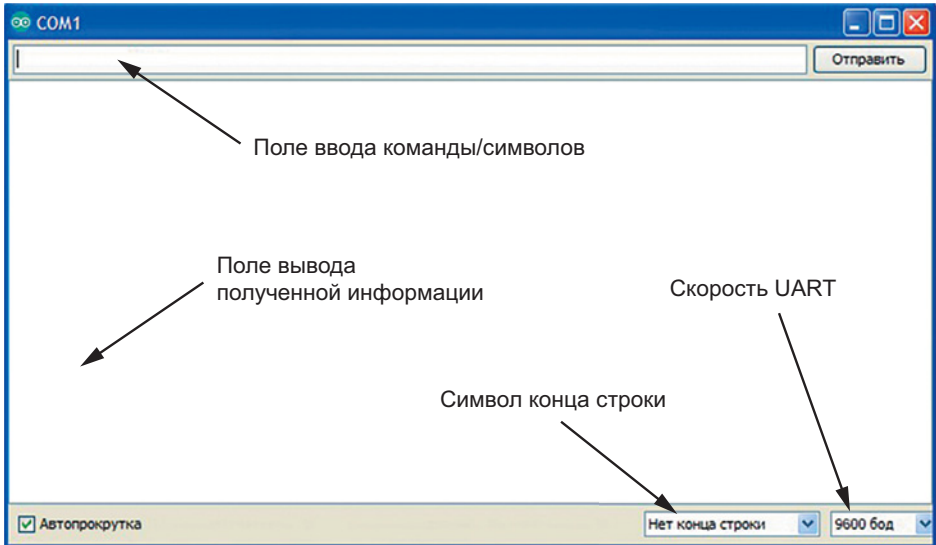 COM1
Отправить
Поле ввода команды/символов
Поле вывода
полученной информации
Скорость UART
Символ конца строки
Автопрокрутка
Нет конца строки
9600 бод